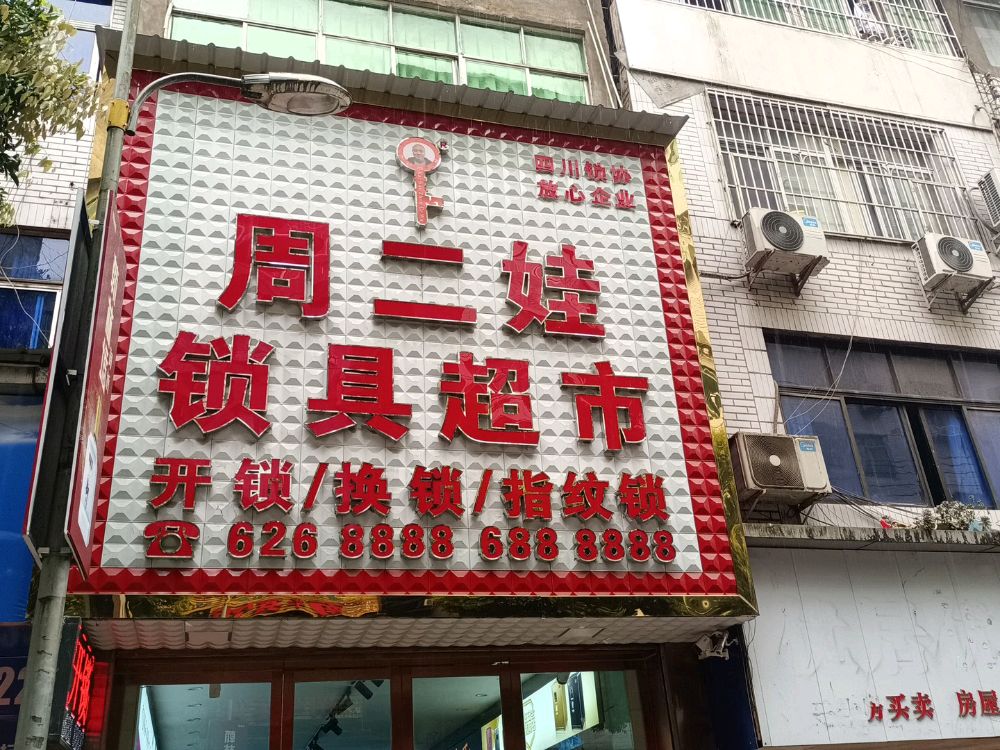 四川锁协
放心企业
周二娃
锁具超市
开锁/换锁/指纹锁
626 8888 688 8888
买卖 房屋